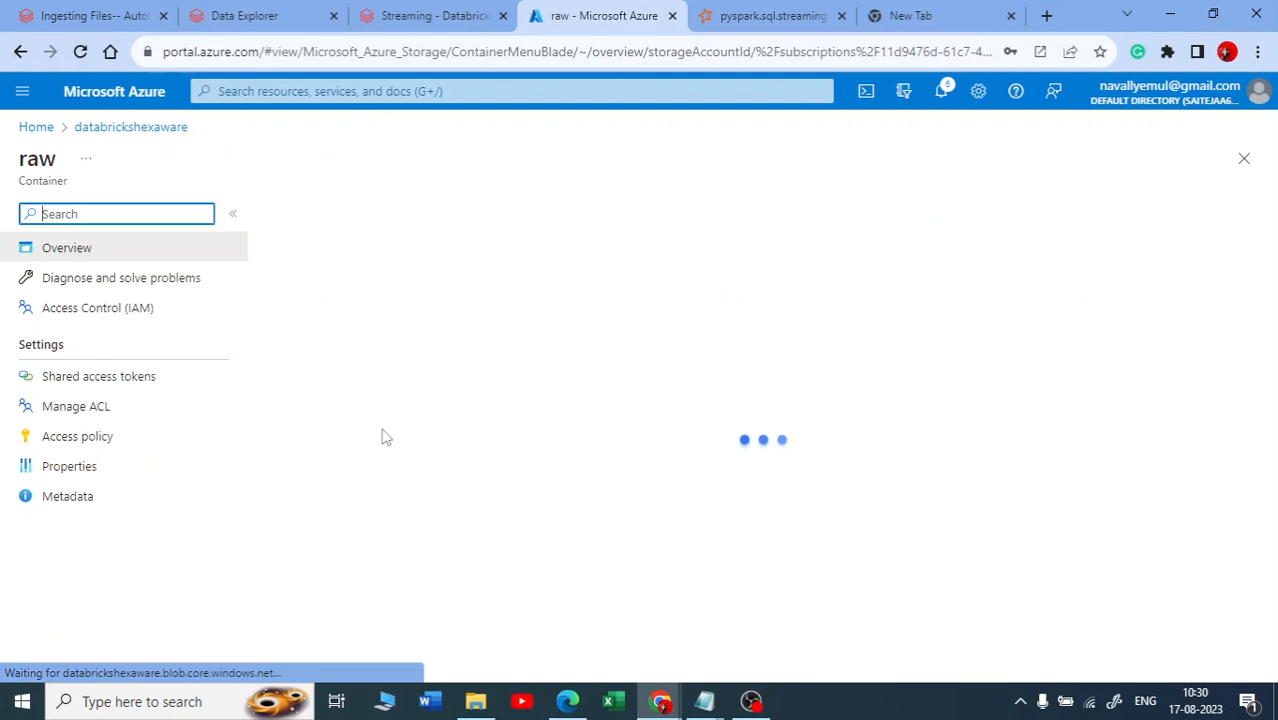 Ingesting Files-- Autol
Data Explorer
Streaming - Databrick
raw - Microsoft Azure
pyspark.sql.streaming.
New Tab
portal.azure.com/#view/Microsoft_Azure_Storage/ContainerMenuBlade/~/overview/storageAccountId/%2Fsubscriptions%2F11d9476d-61c7-4...
Microsoft Azure
Search resources, services, and docs (G+/)
6
navallyemul@gmail.com
DEFAULT DIRECTORY (SAITEJAA6...
Home > databrickshexaware
raw ...
Container
Search
Overview
Diagnose and solve problems
Access Control (IAM)
Settings
Shared access tokens
Manage ACL
Access policy
Properties
Metadata
Waiting for databrickshexaware.blob.core.windows.net...
Type here to search
ENG
10:30
17-08-2023
1